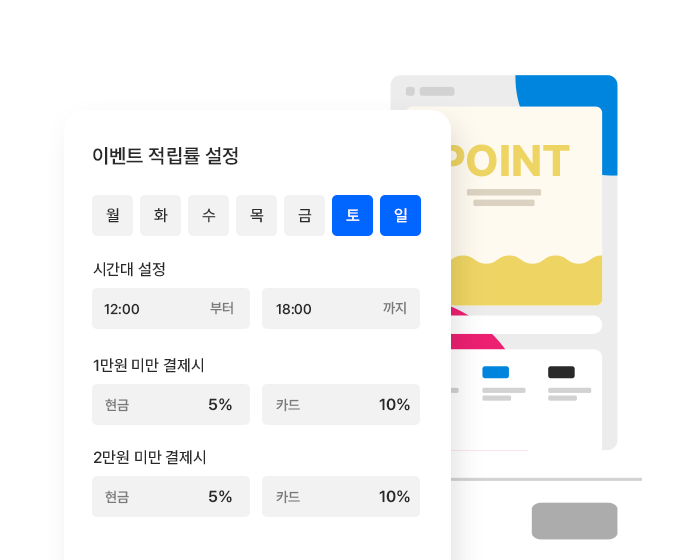 POINT
이벤트 적립률 설정
월 화 수 목 금 토 일
시간대 설정
12:00 부터 18:00 까지
1만원 미만 결제시
현금 5% 카드 10%
2만원 미만 결제시
현금 5% 카드 10%